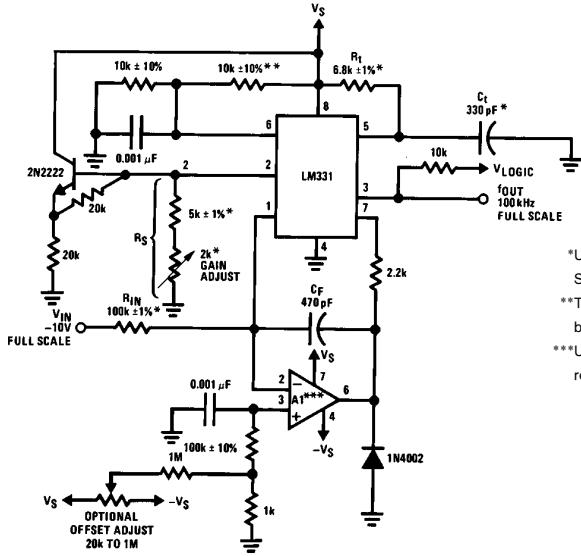 VS
10k ± 10%
10k ±10%**
Rt
6.8k ±1%*
Ct
330 pF*
8
6
5
0.001 μF
10k
VLOGIC
2N2222
2
2
LM331
3
fOUT
100 kHz
FULL SCALE
20k
5k ± 1%*
1
7
4
RS
2k*
GAIN
ADJUST
20k
2.2k
*U
S
**T
b
***U
re
VIN
−10V
FULL SCALE
RIN
100k ±1%*
CF
470 pF
VS
7
2
−
6
0.001 μF
3
+
A1***
4
100k ± 10%
−VS
1N4002
1M
VS
−VS
1k
OPTIONAL
OFFSET ADJUST
20k TO 1M